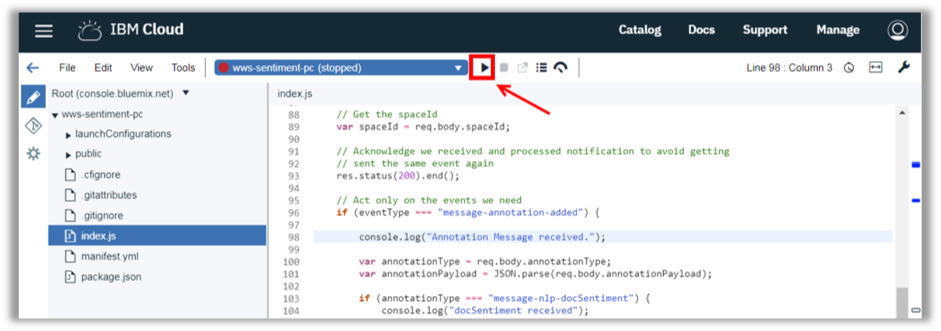 IBM Cloud Catalog Docs Support Manage
File Edit View Tools wws-sentiment-pc (stopped) Line 98 : Column 3
Root (console.bluemix.net)
wws-sentiment-pc
launchConfigurations
public
.cfignore
.gitattributes
.gitignore
index.js
manifest.yml
package.json
index.js
88 // Get the spaceId
89 var spaceId = req.body.spaceId;
90
91 // Acknowledge we received and processed notification to avoid getting
92 // sent the same event again
93 res.status(200).end();
94
95 // Act only on the events we need
96 if (eventType === "message-annotation-added") {
97
98 console.log("Annotation Message received.");
99
100 var annotationType = req.body.annotationType;
101 var annotationPayload = JSON.parse(req.body.annotationPayload);
102
103 if (annotationType === "message-nlp-docSentiment") {
104 console.log("docSentiment received");